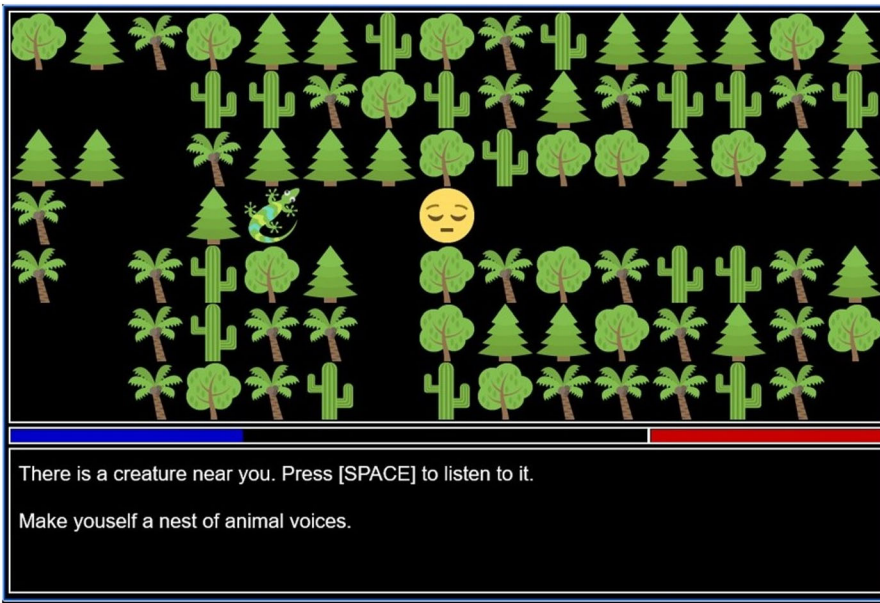 There is a creature near you. Press [SPACE] to listen to it.
Make youself a nest of animal voices.